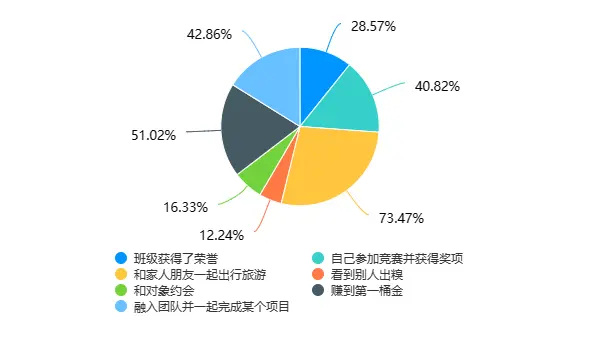 28.57%
42.86%
40.82%
51.02%
16.33%
73.47%
12.24%
班级获得了荣誉 自己参加竞赛并获得奖项
和家人朋友一起出行旅游 看到别人出糗
和对象约会 赚到第一桶金
融入团队并一起完成某个项目